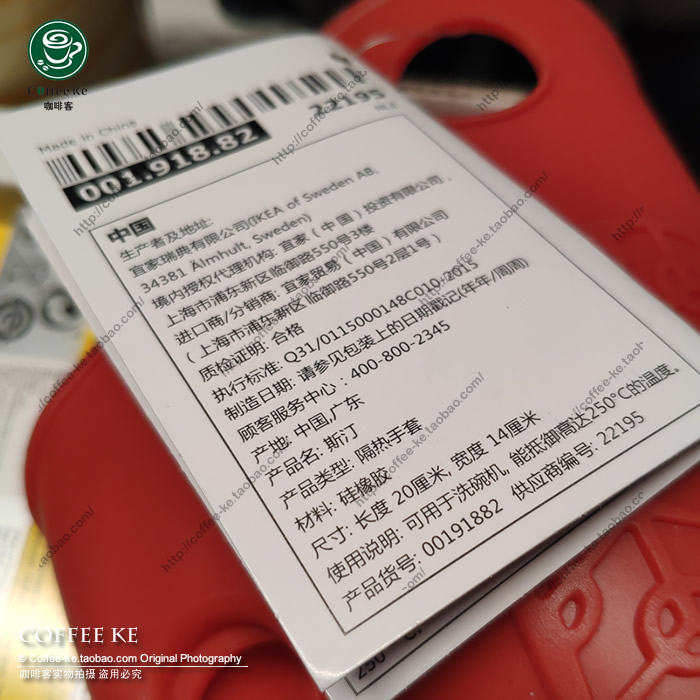 Coffee Ke
咖啡客
Made in China
22195
001.918.82
中国
生产者及地址:
宜家瑞典有限公司(IKEA of Sweden AB,
34381 Älmhult, Sweden)
境内授权代理机构: 宜家（中国）投资有限公司，
上海市浦东新区临御路550号3楼
进口商/分销商: 宜家贸易（中国）有限公司
（上海市浦东新区 临御路550号2层1号）
质检证明: 合格
执行标准: Q31/0115000148C010-2015
制造日期: 请参见包装上的日期戳记(年年/周周)
顾客服务中心：400-800-2345
产地: 中国,广东
产品名: 斯汀
产品类型: 隔热手套
材料: 硅橡胶
尺寸: 长度 20厘米, 宽度 14厘米
使用说明: 可用于洗碗机, 能抵御高达250°C的温度。
产品货号: 00191882 供应商编号: 22195
http://coffee-ke.taobao.com/
COFFEE KE
© Coffee-ke.taobao.com Original Photography
咖啡客实物拍摄 盗用必究